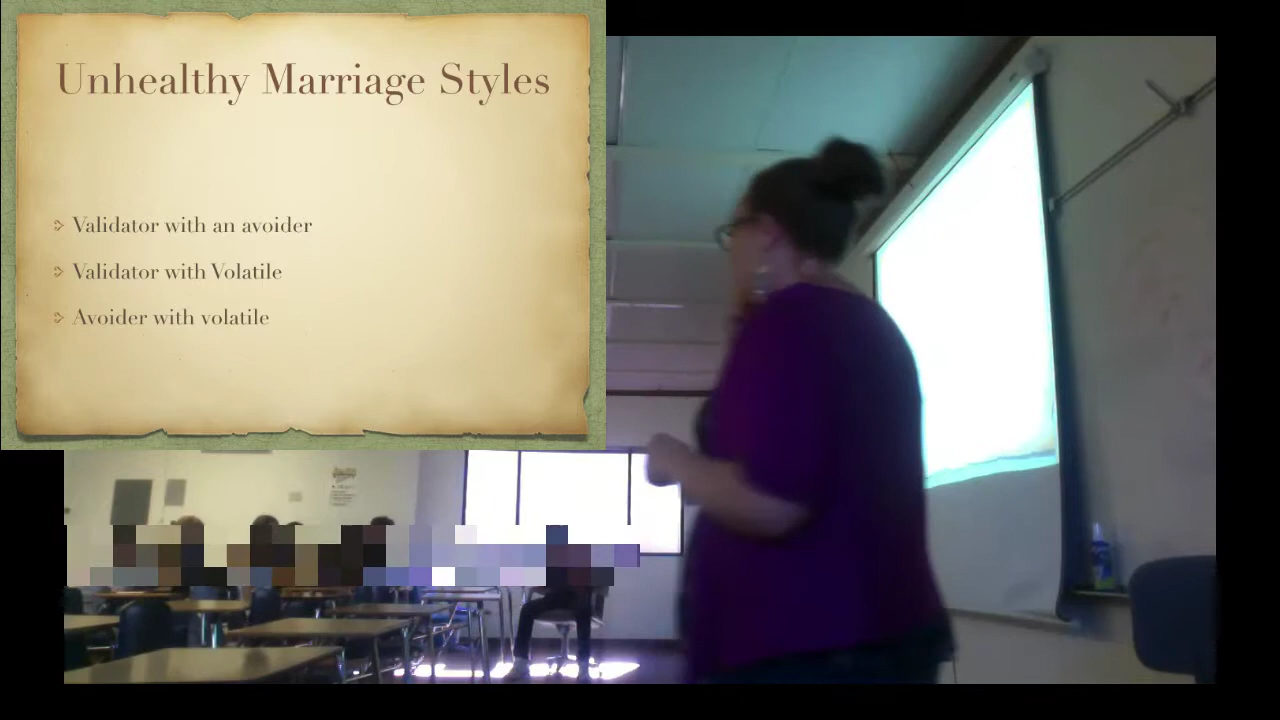 Unhealthy Marriage Styles
Validator with an avoider
Validator with Volatile
Avoider with volatile